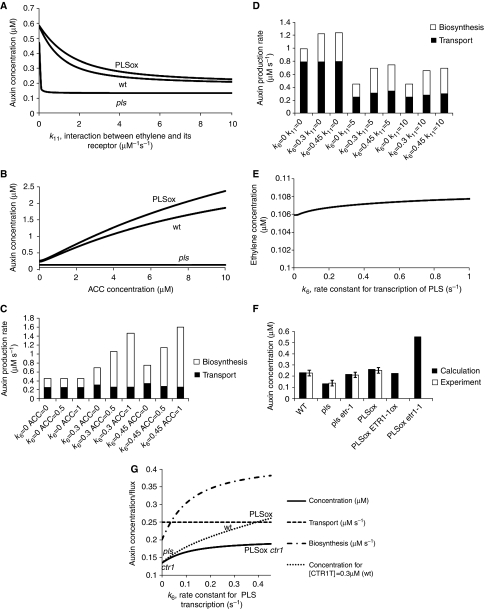 A
Auxin concentration (µM)
0.7
0.6
0.5
0.4
0.3
0.2
0.1
0
PLSox
wt
pls
0 2 4 6 8 10
k11, interaction between ethylene and its
receptor (µM⁻¹s⁻¹)
B
Auxin concentration (µM)
2.5
2
1.5
1
0.5
0
PLSox
wt
pls
0 2 4 6 8 10
ACC concentration (µM)
C
Auxin production rate
(µM s⁻¹)
1.8
1.6
1.4
1.2
1
0.8
0.6
0.4
0.2
0
Biosynthesis
Transport
k6=0 ACC=0
k6=0 ACC=0.5
k6=0 ACC=1
k6=0.3 ACC=0
k6=0.3 ACC=0.5
k6=0.3 ACC=1
k6=0.45 ACC=0
k6=0.45 ACC=0.5
k6=0.45 ACC=1
D
Auxin production rate
(µM s⁻¹)
1.4
1.2
1
0.8
0.6
0.4
0.2
0
Biosynthesis
Transport
k6=0 k11=0
k6=0.3 k11=0
k6=0.45 k11=0
k6=0 k11=5
k6=0.3 k11=5
k6=0.45 k11=5
k6=0 k11=10
k6=0.3 k11=10
k6=0.45 k11=10
E
Ethylene concentration
(µM)
0.11
0.108
0.106
0.104
0.102
0.1
0 0.2 0.4 0.6 0.8 1
k6, rate constant for transcription of PLS (s⁻¹)
F
Auxin concentration (µM)
0.6
0.5
0.4
0.3
0.2
0.1
0
Calculation
Experiment
WT
pls
pls etr-1
PLSox
PLSox ETR1-1ox
PLSox etr1-1
G
Auxin concentration/flux
0.4
0.35
0.3
0.25
0.2
0.15
0.1
PLSox
wt
pls
ctr1
PLSox ctr1
0 0.1 0.2 0.3 0.4
k6, rate constant for PLS
transcription (s⁻¹)
Concentration (µM)
Transport (µM s⁻¹)
Biosynthesis (µM s⁻¹)
Concentration for
[CTR1T]=0.3µM (wt)